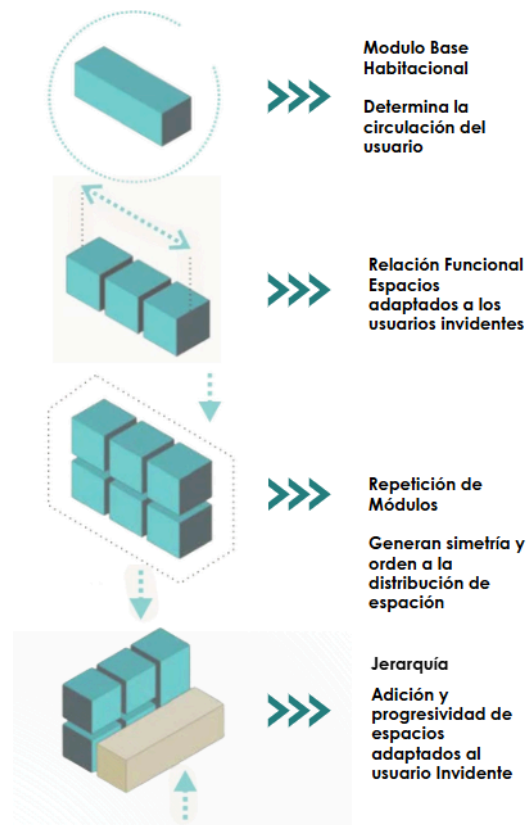 Modulo Base
Habitacional
Determina la
circulación del
usuario
Relación Funcional
Espacios
adaptados a los
usuarios invidentes
Repetición de
Módulos
Generan simetría y
orden a la
distribución de
espación
Jerarquía
Adición y
progresividad de
espacios
adaptados al
usuario Invidente